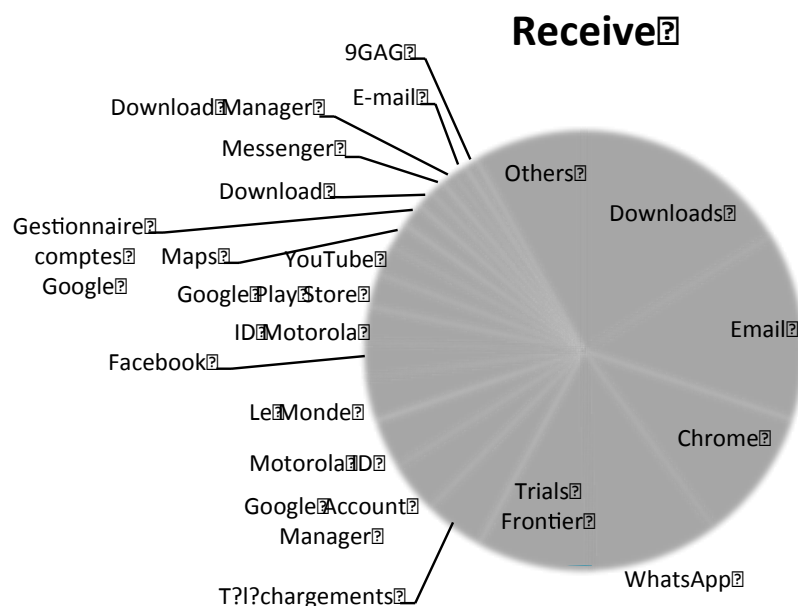 Receive
9GAG
E-mail
Download Manager
Messenger
Download
Gestionnaire
comptes
Google
Maps
YouTube
Google Play Store
ID Motorola
Facebook
Le Monde
Motorola ID
Google Account
Manager
T?l?chargements
Others
Downloads
Email
Chrome
Trials
Frontier
WhatsApp